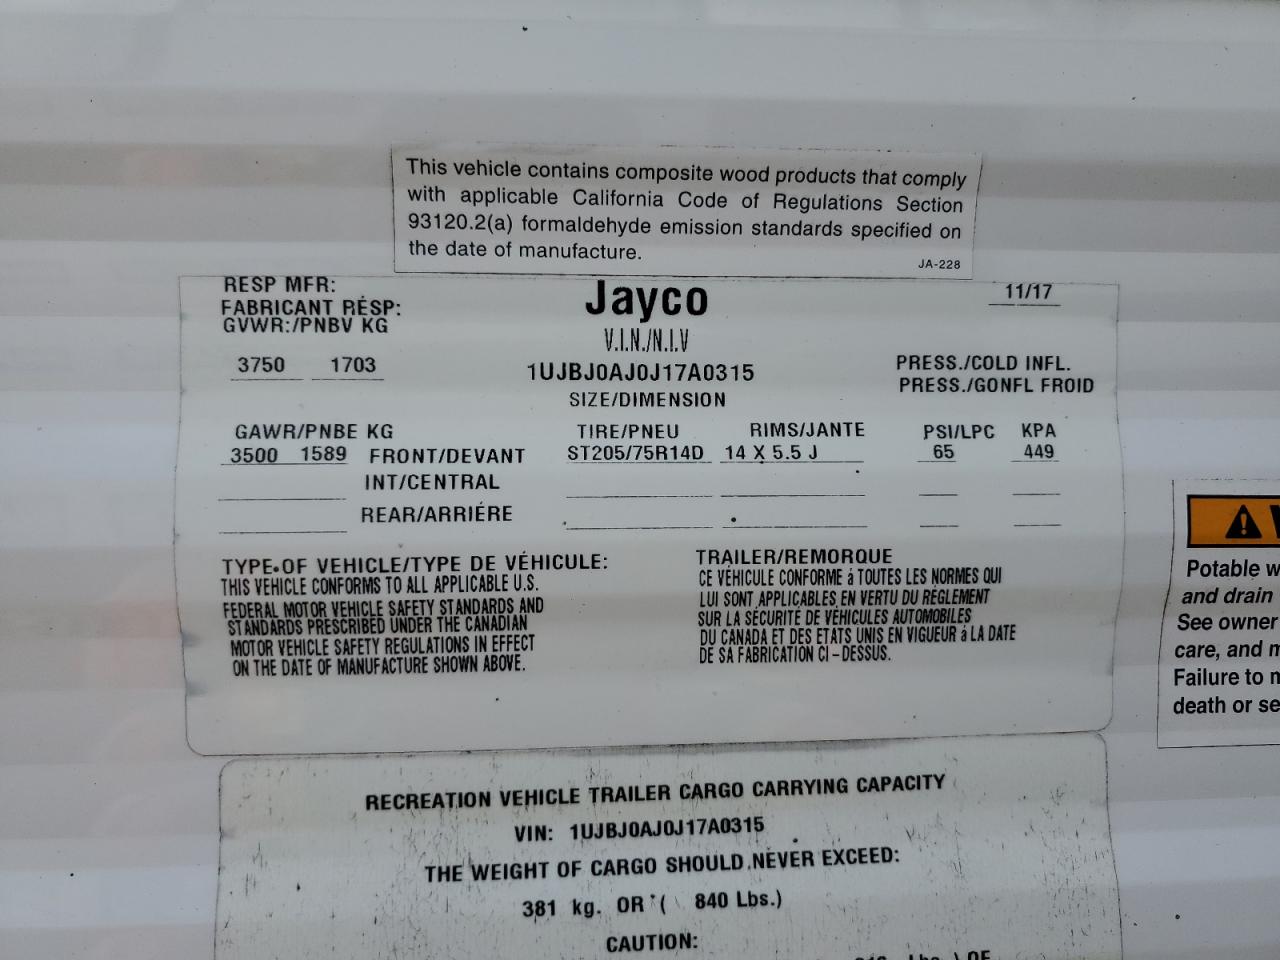 This vehicle contains composite wood products that comply
with applicable California Code of Regulations Section
93120.2(a) formaldehyde emission standards specified on
the date of manufacture.
JA-228
RESP MFR:
FABRICANT RÉSP:
GVWR:/PNBV KG
Jayco
11/17
V.I.N./N.I.V
3750 1703
1UJBJ0AJ0J17A0315
PRESS./COLD INFL.
PRESS./GONFL FROID
SIZE/DIMENSION
GAWR/PNBE KG TIRE/PNEU RIMS/JANTE PSI/LPC KPA
3500 1589 FRONT/DEVANT ST205/75R14D 14 X 5.5 J 65 449
INT/CENTRAL
REAR/ARRIÉRE
TYPE OF VEHICLE/TYPE DE VÉHICULE: TRAILER/REMORQUE
THIS VEHICLE CONFORMS TO ALL APPLICABLE U.S.
FEDERAL MOTOR VEHICLE SAFETY STANDARDS AND
STANDARDS PRESCRIBED UNDER THE CANADIAN
MOTOR VEHICLE SAFETY REGULATIONS IN EFFECT
ON THE DATE OF MANUFACTURE SHOWN ABOVE.
CE VÉHICULE CONFORME á TOUTES LES NORMES QUI
LUI SONT APPLICABLES EN VERTU DU RÉGLEMENT
SUR LA SÉCURITÉ DE VÉHICULES AUTOMOBILES
DU CANADA ET DES ETATS UNIS EN VIGUEUR á LA DATE
DE SA FABRICATION CI-DESSUS.
Potable w
and drain
See owner
care, and m
Failure to m
death or se
RECREATION VEHICLE TRAILER CARGO CARRYING CAPACITY
VIN: 1UJBJ0AJ0J17A0315
THE WEIGHT OF CARGO SHOULD NEVER EXCEED:
381 kg. OR ( 840 Lbs.)
CAUTION: